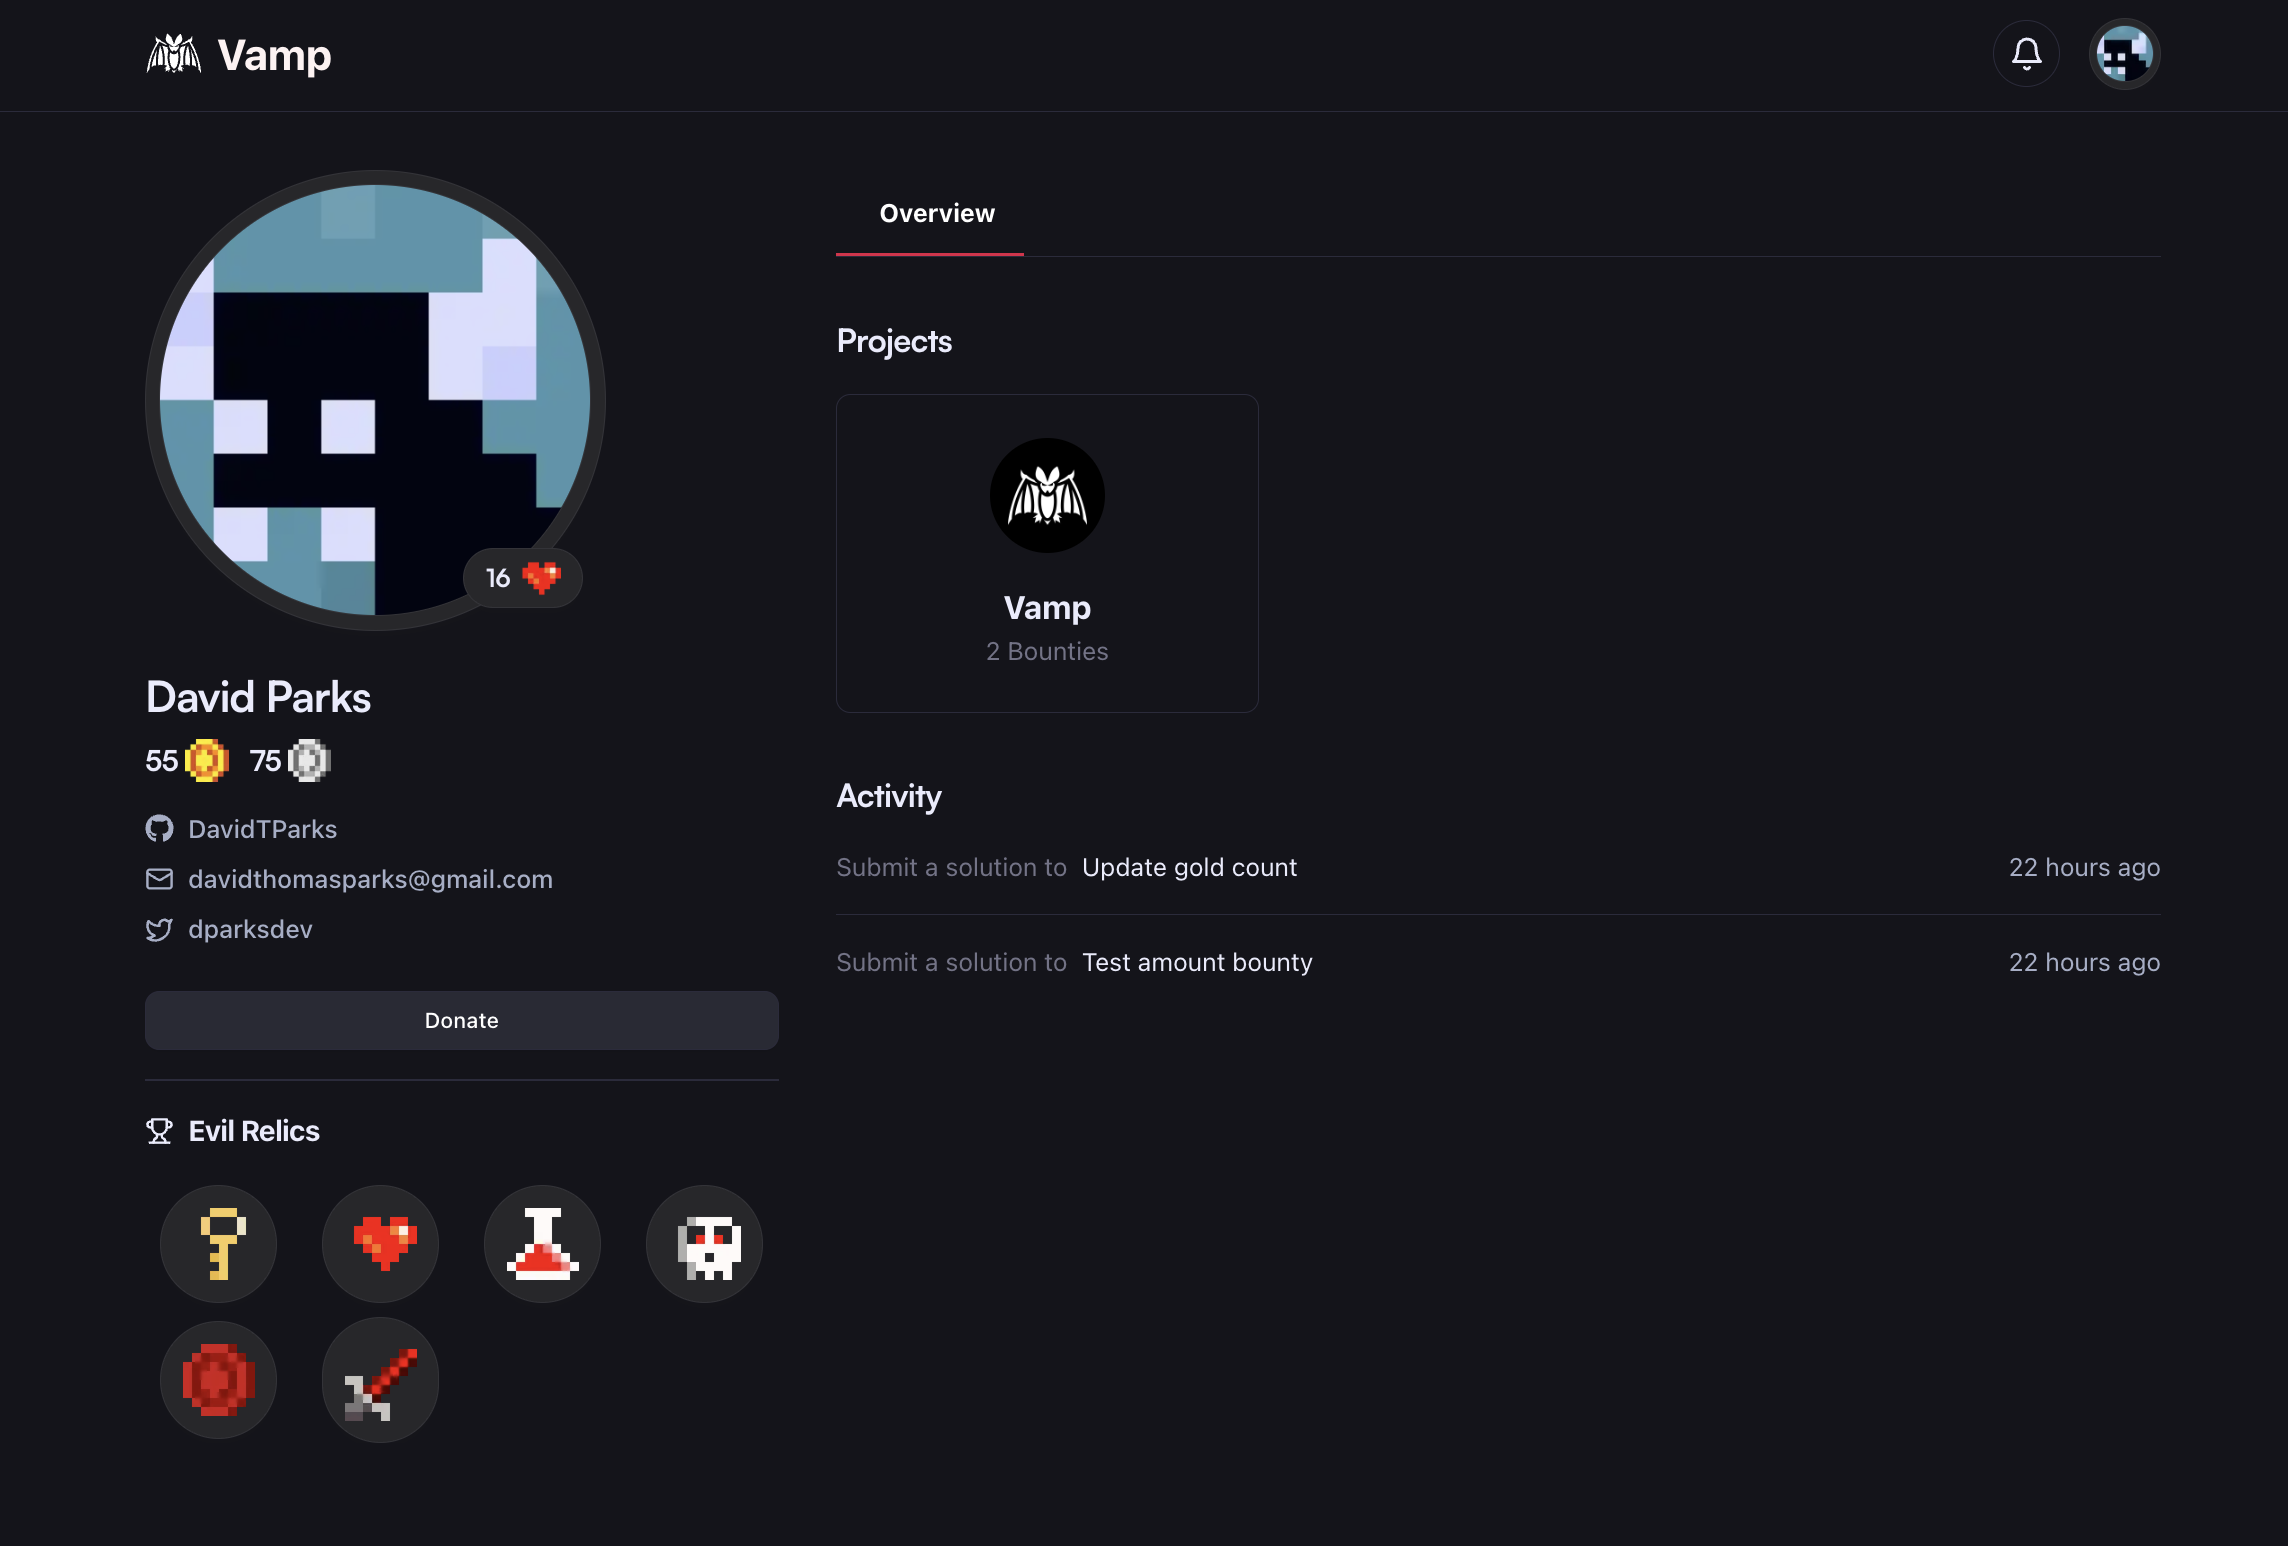 Vamp
16
David Parks
55 75
DavidTParks
davidthomasparks@gmail.com
dparksdev
Donate
Evil Relics
Overview
Projects
Vamp
2 Bounties
Activity
Submit a solution to Update gold count 22 hours ago
Submit a solution to Test amount bounty 22 hours ago